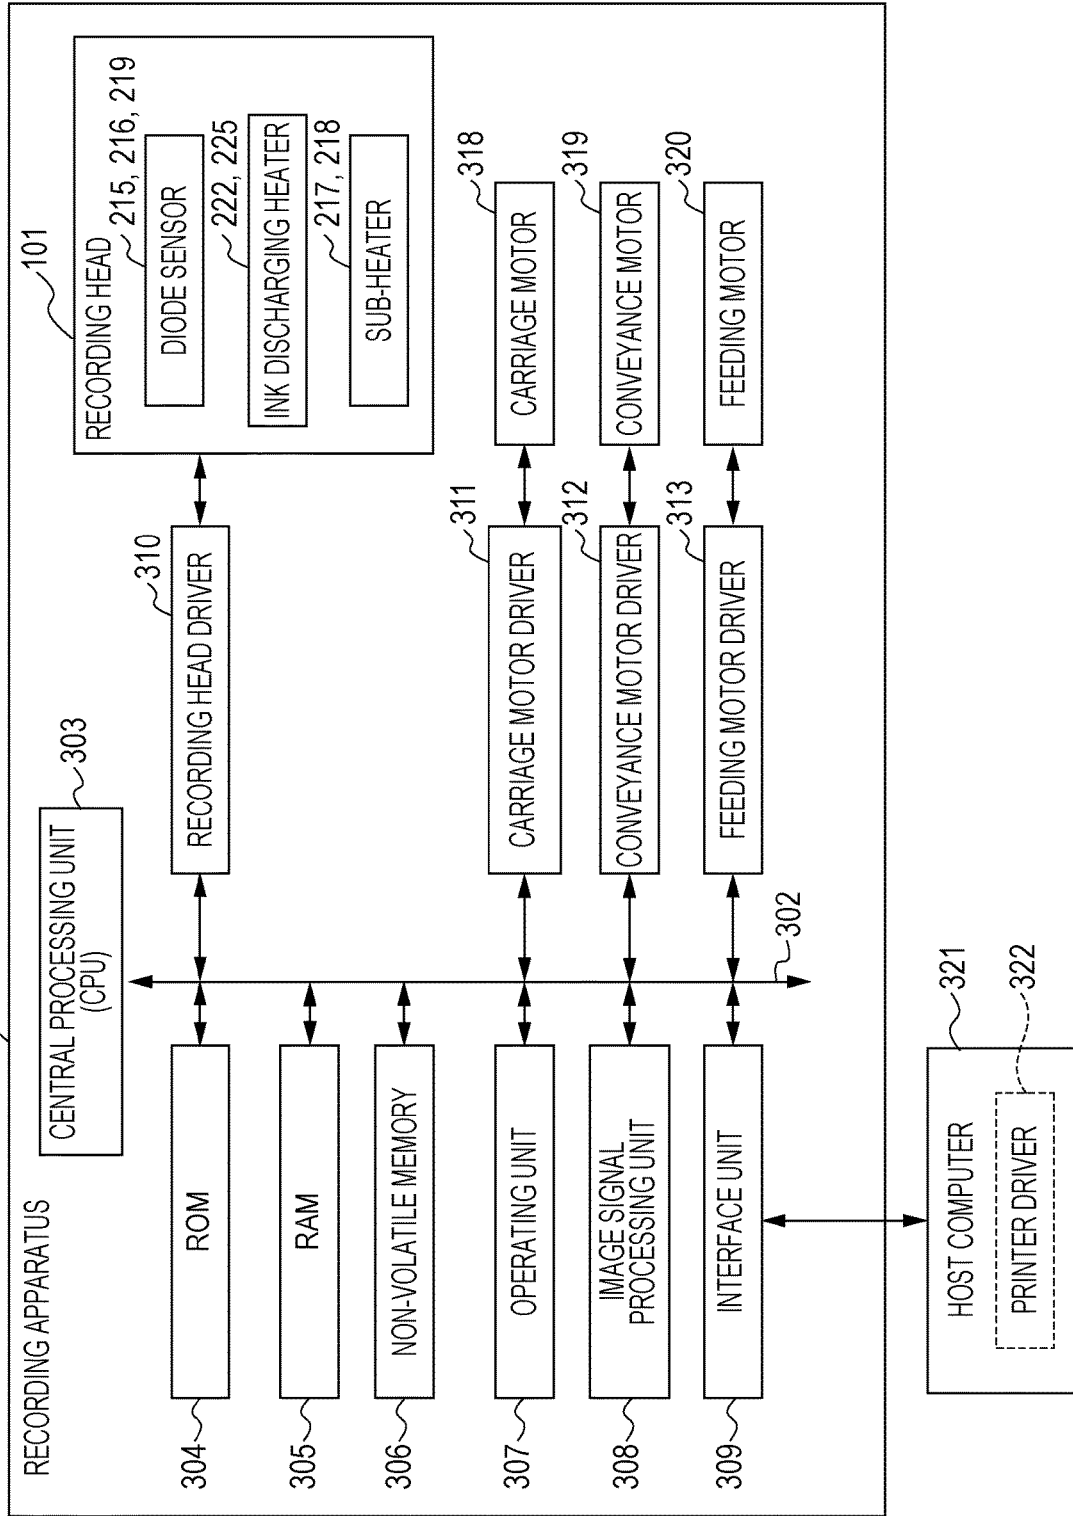 RECORDING APPARATUS
CENTRAL PROCESSING UNIT
(CPU)
303
304
ROM
305
RAM
306
NON-VOLATILE MEMORY
307
OPERATING UNIT
308
IMAGE SIGNAL
PROCESSING UNIT
309
INTERFACE UNIT
302
310
RECORDING HEAD DRIVER
311
CARRIAGE MOTOR DRIVER
312
CONVEYANCE MOTOR DRIVER
313
FEEDING MOTOR DRIVER
101
RECORDING HEAD
215, 216, 219
DIODE SENSOR
222, 225
INK DISCHARGING HEATER
217, 218
SUB-HEATER
318
CARRIAGE MOTOR
319
CONVEYANCE MOTOR
320
FEEDING MOTOR
321
HOST COMPUTER
322
PRINTER DRIVER